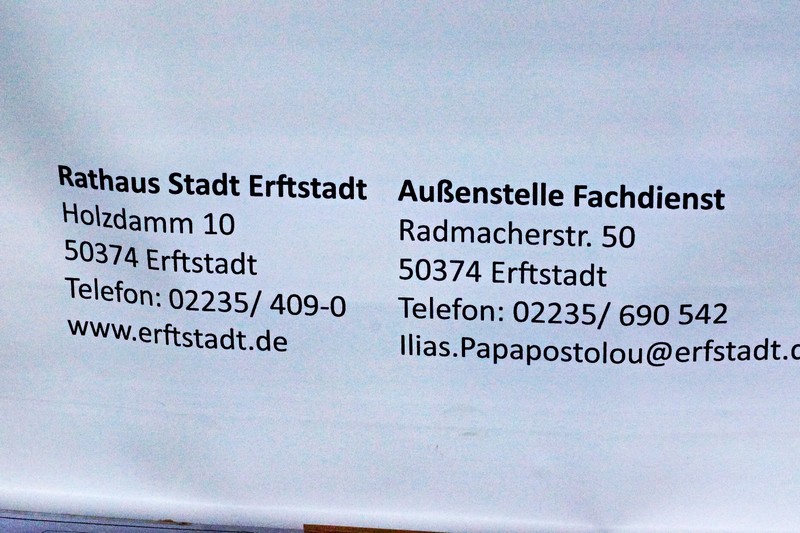 Rathaus Stadt Erftstadt
Holzdamm 10
50374 Erftstadt
Telefon: 02235/ 409-0
www.erftstadt.de
Außenstelle Fachdienst
Radmacherstr. 50
50374 Erftstadt
Telefon: 02235/ 690 542
Ilias.Papapostolou@erfstadt.d